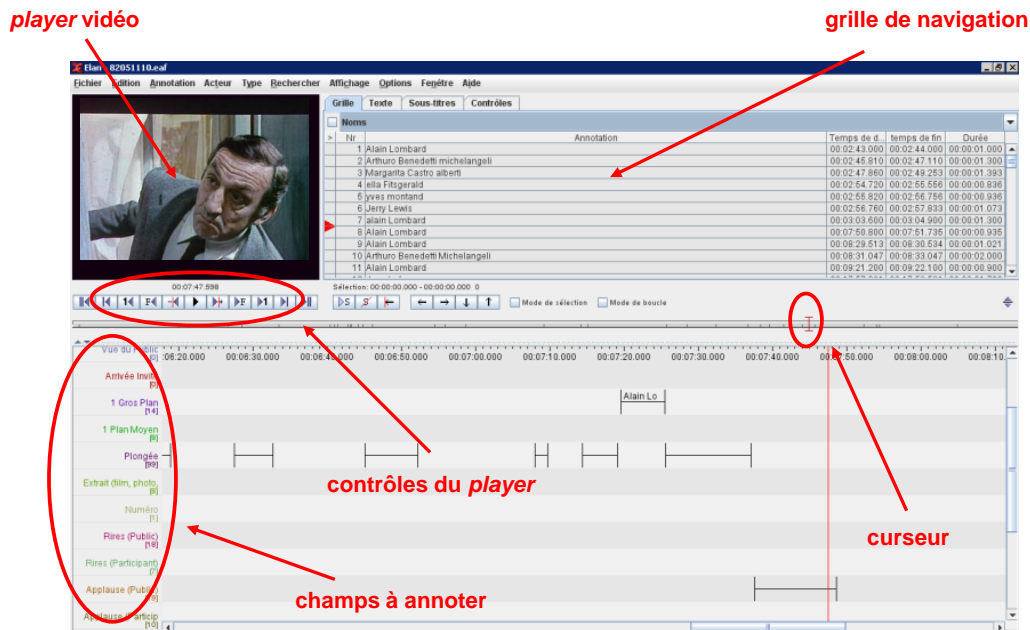 player vidéo
grille de navigation
Elan - 82051110.eaf
Fichier Edition Annotation Acteur Type Rechercher Affichage Options Fenêtre Aide
Grille Texte Sous-titres Contrôles
Noms
> Nr Annotation Temps de d... temps de fin Durée
1 Alain Lombard 00:02:43.000 00:02:44.000 00:00:01.000
2 Arthuro Benedetti michelangeli 00:02:45.810 00:02:47.110 00:00:01.300
3 Margarita Castro alberti 00:02:47.860 00:02:49.253 00:00:01.393
4 ella Fitsgerald 00:02:54.720 00:02:55.556 00:00:00.836
5 yves montand 00:02:55.820 00:02:56.756 00:00:00.936
6 Jerry Lewis 00:02:56.760 00:02:57.833 00:00:01.073
7 alain Lombard 00:03:03.600 00:03:04.900 00:00:01.300
8 Alain Lombard 00:07:50.800 00:07:51.735 00:00:00.935
9 Alain Lombard 00:08:29.513 00:08:30.534 00:00:01.021
10 Arthuro Benedetti Michelangeli 00:08:31.047 00:08:33.047 00:00:02.000
11 Alain Lombard 00:09:21.200 00:09:22.100 00:00:00.900
00:07:47.598
Sélection: 00:00:00.000 - 00:00:00.000 0
1 F F 1 S S Mode de sélection Mode de boucle
Vue du Public
[0]
:06:20.000 00:06:30.000 00:06:40.000 00:06:50.000 00:07:00.000 00:07:10.000 00:07:20.000 00:07:30.000 00:07:40.000 00:07:50.000 00:08:00.000 00:08:10.
Arrivée Invité
[0]
1 Gros Plan
[14]
Alain Lo
1 Plan Moyen
[8]
Plongée
[99]
contrôles du player
Extrait (film, photo,
Numéro
[1]
Rires (Public)
[18]
curseur
Rires (Participant)
[7]
Applause (Public)
champs à annoter
Applause (Particip
[10]